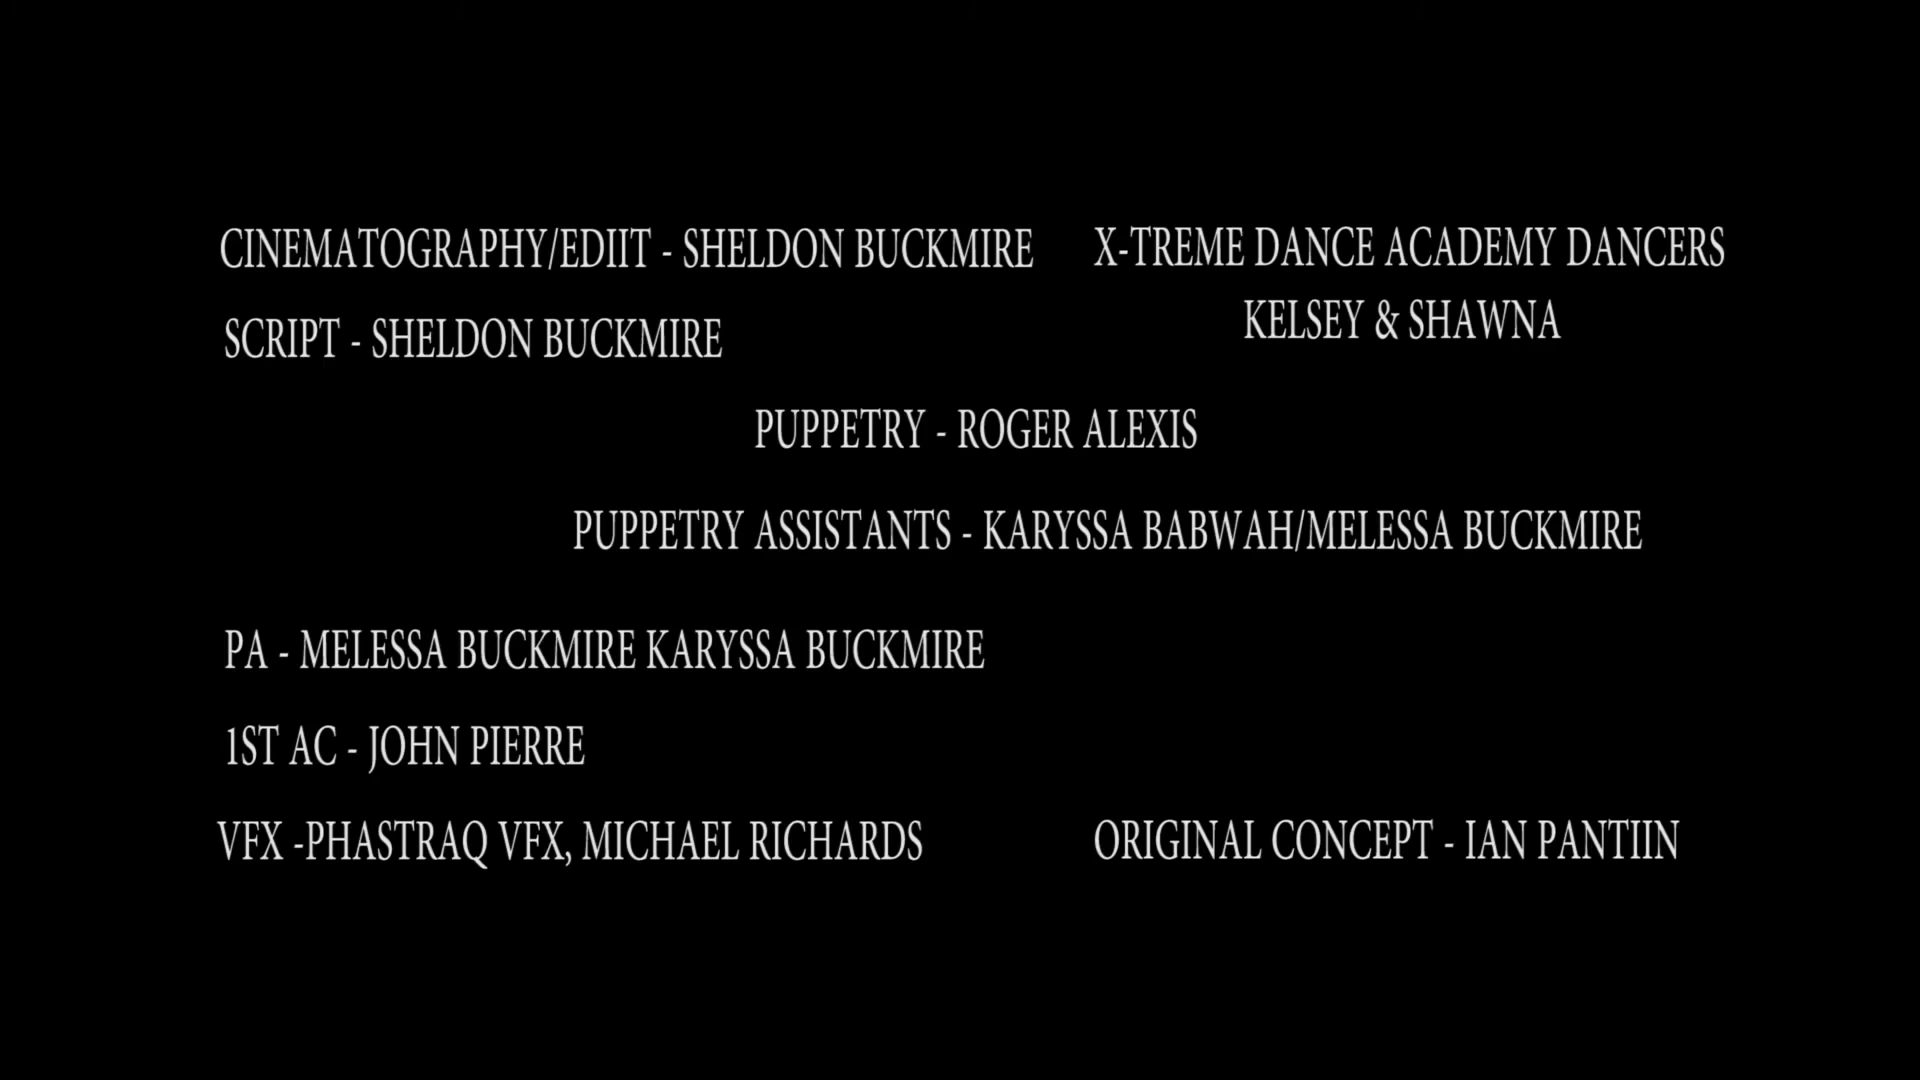 CINEMATOGRAPHY/EDIIT - SHELDON BUCKMIRE
X-TREME DANCE ACADEMY DANCERS
KELSEY & SHAWNA
SCRIPT - SHELDON BUCKMIRE
PUPPETRY - ROGER ALEXIS
PUPPETRY ASSISTANTS - KARYSSA BABWAH/MELESSA BUCKMIRE
PA - MELESSA BUCKMIRE KARYSSA BUCKMIRE
1ST AC - JOHN PIERRE
VFX -PHASTRAQ VFX, MICHAEL RICHARDS
ORIGINAL CONCEPT - IAN PANTIIN